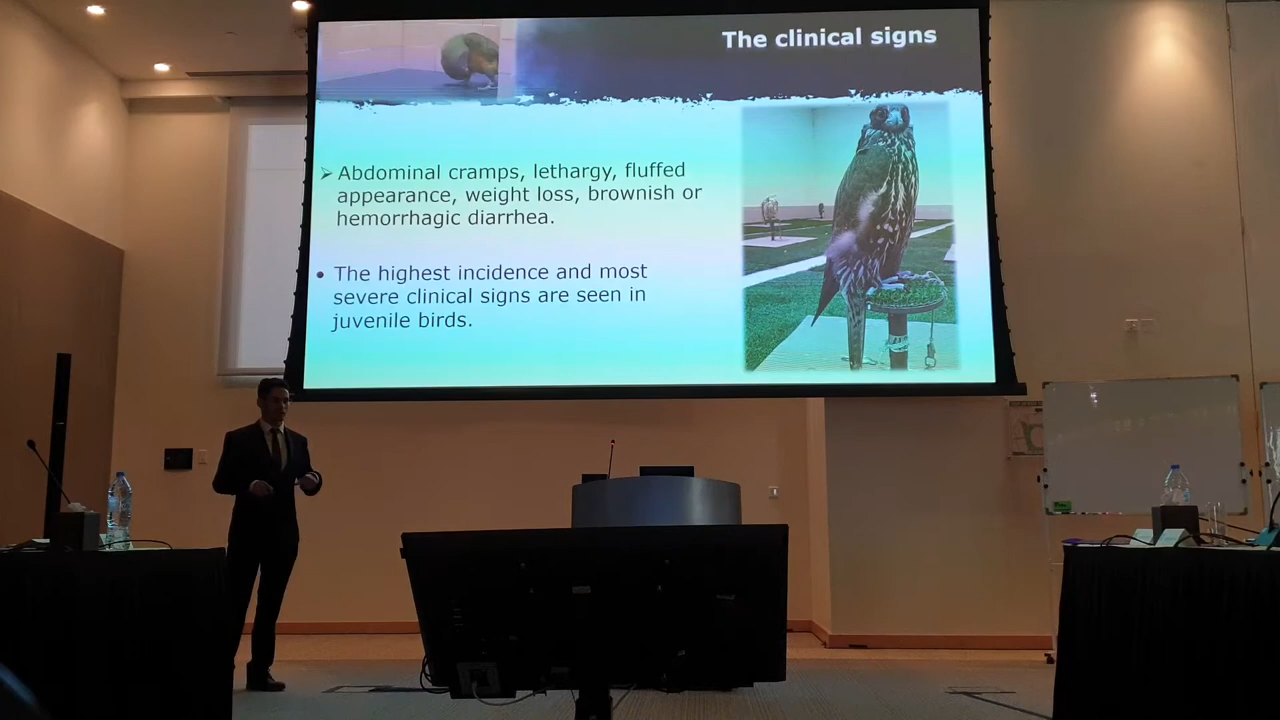 The clinical signs
➢ Abdominal cramps, lethargy, fluffed
appearance, weight loss, brownish or
hemorrhagic diarrhea.
• The highest incidence and most
severe clinical signs are seen in
juvenile birds.